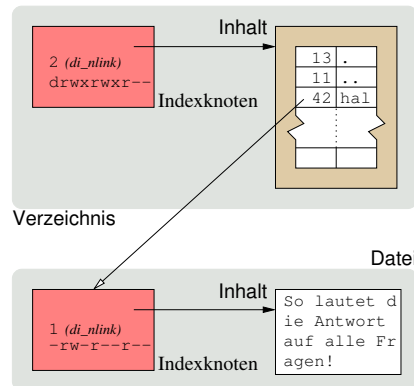 Inhalt
2 (di_nlink)
drwxrwxr--
Indexknoten
13 .
11 ..
42 hal
Verzeichnis
Datei
Inhalt
1 (di_nlink)
-rw-r--r--
Indexknoten
So lautet d
ie Antwort
auf alle Fr
agen!